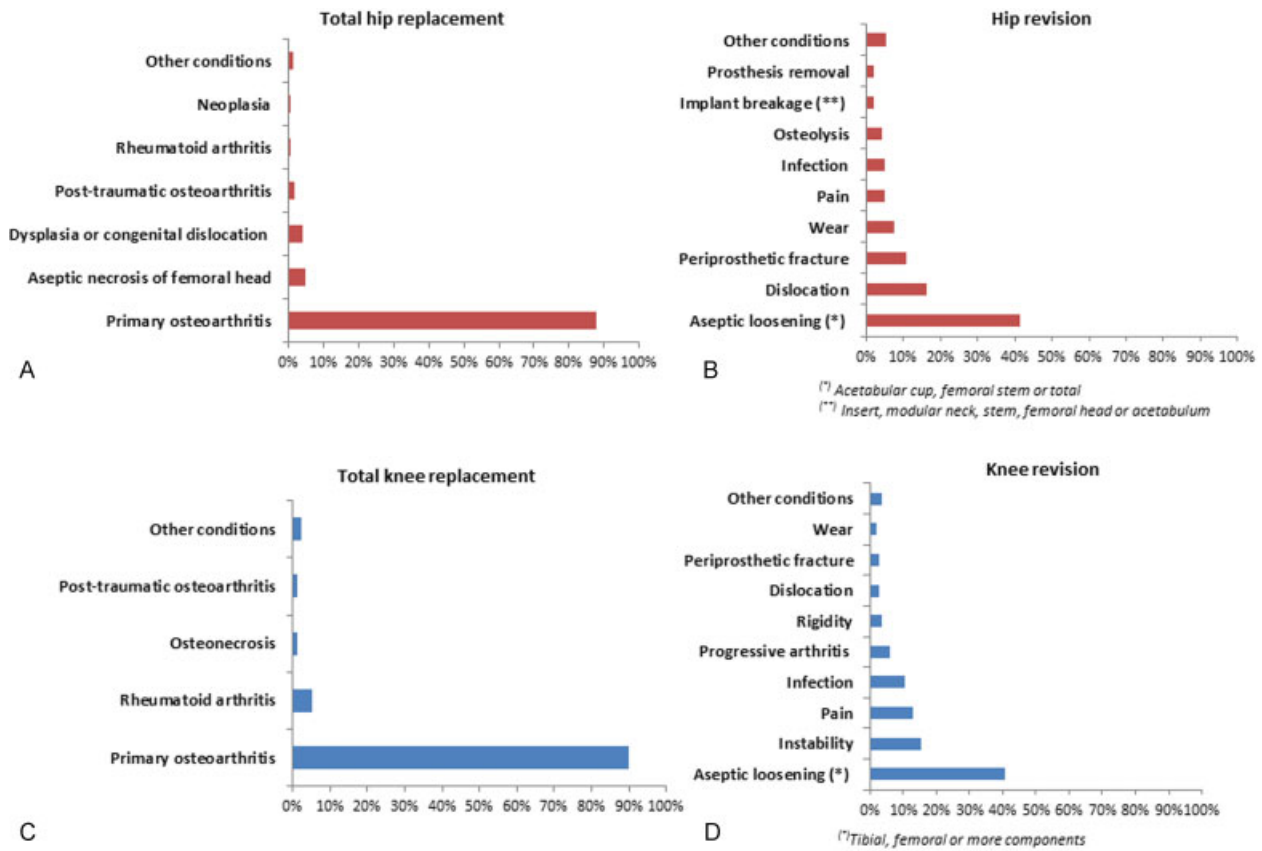 Total hip replacement
Other conditions
Neoplasia
Rheumatoid arthritis
Post-traumatic osteoarthritis
Dysplasia or congenital dislocation
Aseptic necrosis of femoral head
Primary osteoarthritis
0% 10% 20% 30% 40% 50% 60% 70% 80% 90% 100%
A
Hip revision
Other conditions
Prosthesis removal
Implant breakage (**)
Osteolysis
Infection
Pain
Wear
Periprosthetic fracture
Dislocation
Aseptic loosening (*)
0% 10% 20% 30% 40% 50% 60% 70% 80% 90% 100%
B
(*) Acetabular cup, femoral stem or total
(**) Insert, modular neck, stem, femoral head or acetabulum
Total knee replacement
Other conditions
Post-traumatic osteoarthritis
Osteonecrosis
Rheumatoid arthritis
Primary osteoarthritis
0% 10% 20% 30% 40% 50% 60% 70% 80% 90% 100%
C
Knee revision
Other conditions
Wear
Periprosthetic fracture
Dislocation
Rigidity
Progressive arthritis
Infection
Pain
Instability
Aseptic loosening (*)
0% 10% 20% 30% 40% 50% 60% 70% 80% 90% 100%
D
(*)Tibial, femoral or more components